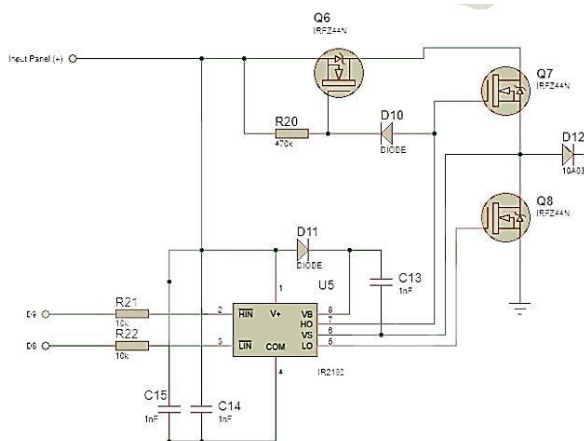 Q6
IRFZ44N
Input Panel (+)
Q7
IRFZ44N
D10
DIODE
R20
470k
D12
10A03
Q8
IRFZ44N
D11
DIODE
C13
1nF
U5
1
R21
10k
D9
2
HIN
V+
VB
8
HO
7
VS
6
R22
10k
D8
3
LIN
COM
LO
5
4
IR2102
C15
1nF
C14
1nF